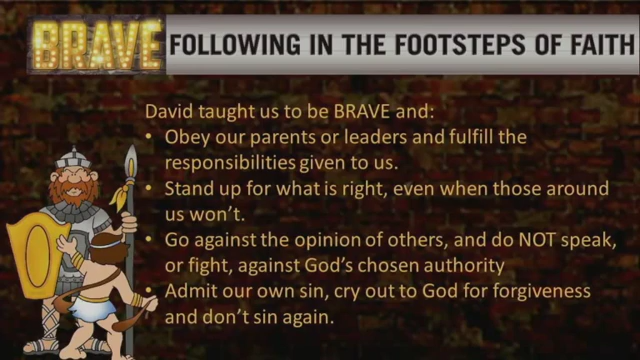 BRAVE FOLLOWING IN THE FOOTSTEPS OF FAITH
David taught us to be BRAVE and:
• Obey our parents or leaders and fulfill the
responsibilities given to us.
• Stand up for what is right, even when those around
us won't.
• Go against the opinion of others, and do NOT speak,
or fight, against God's chosen authority
• Admit our own sin, cry out to God for forgiveness
and don't sin again.